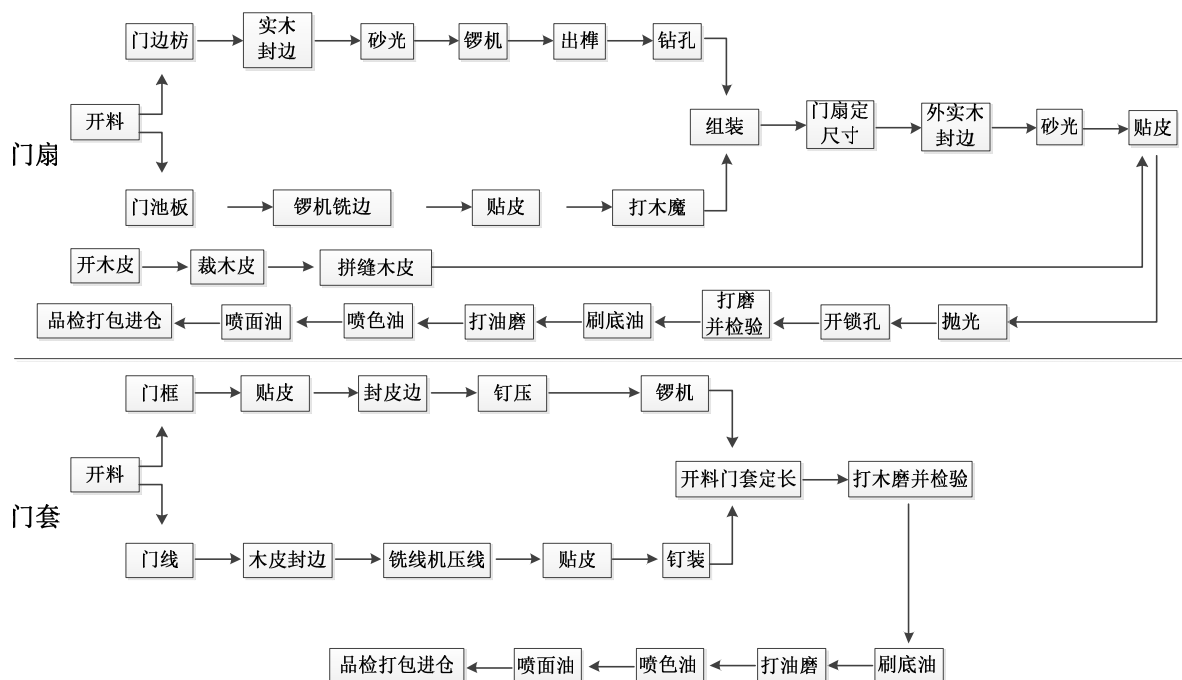 门扇
开料
门边枋
实木
封边
砂光
锣机
出榫
钻孔
门池板
锣机铣边
贴皮
打木魔
组装
门扇定
尺寸
外实木
封边
砂光
贴皮
开木皮
裁木皮
拼缝木皮
抛光
开锁孔
打磨
并检验
刷底油
打油磨
喷色油
喷面油
品检打包进仓
门套
开料
门框
贴皮
封皮边
钉压
锣机
门线
木皮封边
铣线机压线
贴皮
钉装
开料门套定长
打木磨并检验
刷底油
打油磨
喷色油
喷面油
品检打包进仓